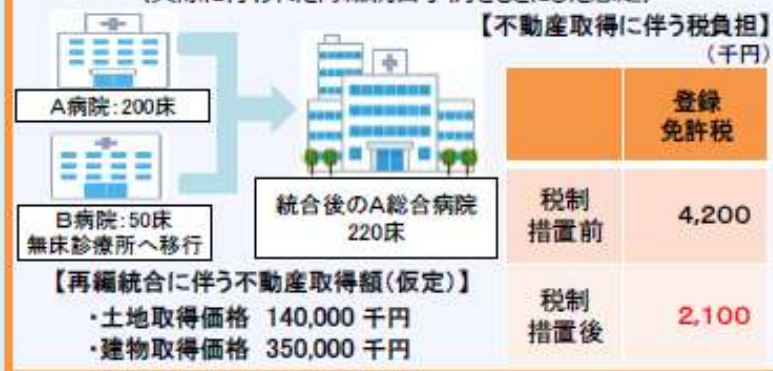 【不動産取得に伴う税負担】
(千円)
A病院:200床
B病院:50床
無床診療所へ移行
統合後のA総合病院
220床
【再編統合に伴う不動産取得額(仮定)】
・土地取得価格 140,000 千円
・建物取得価格 350,000 千円
登録
免許税
税制
措置前
4,200
税制
措置後
2,100